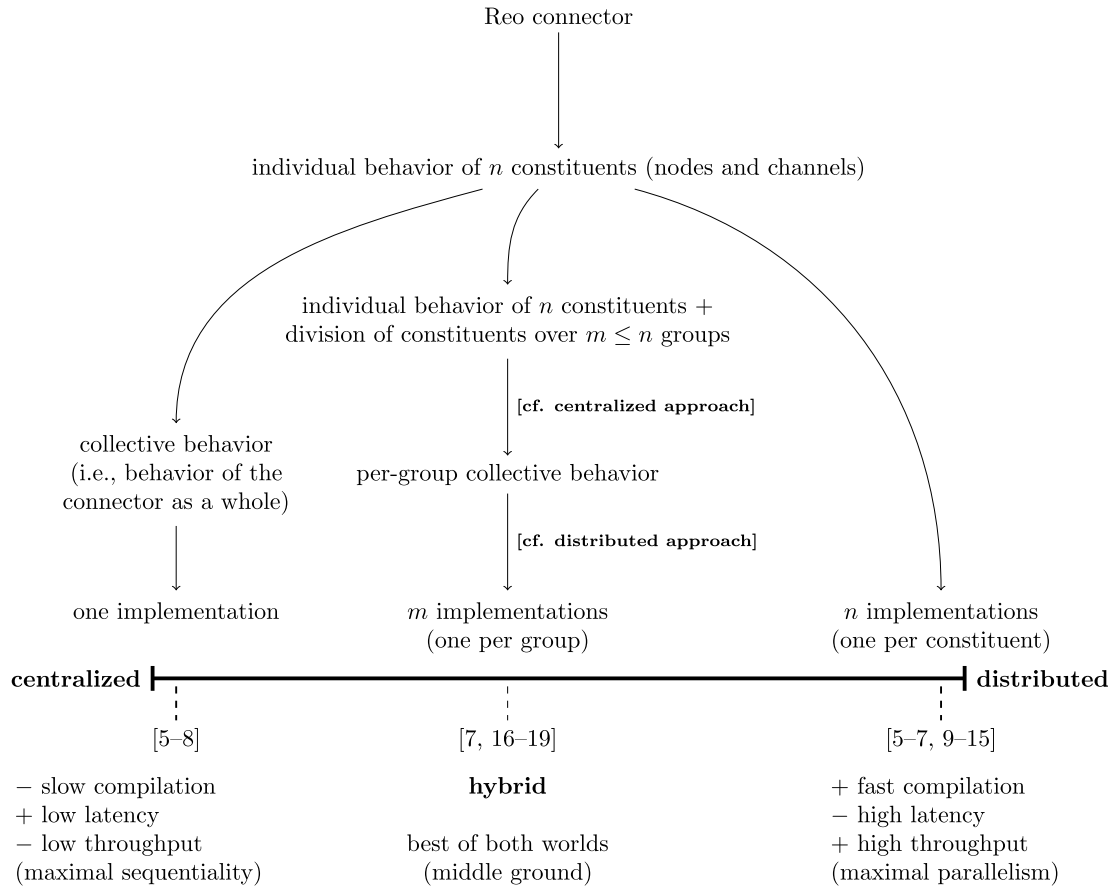 Reo connector
individual behavior of n constituents (nodes and channels)
individual behavior of n constituents +
division of constituents over m ≤ n groups
[cf. centralized approach]
collective behavior
(i.e., behavior of the
connector as a whole)
per-group collective behavior
[cf. distributed approach]
one implementation
m implementations
(one per group)
n implementations
(one per constituent)
centralized
distributed
[5–8]
[7, 16–19]
[5–7, 9–15]
− slow compilation
+ low latency
− low throughput
(maximal sequentiality)
hybrid
best of both worlds
(middle ground)
+ fast compilation
− high latency
+ high throughput
(maximal parallelism)